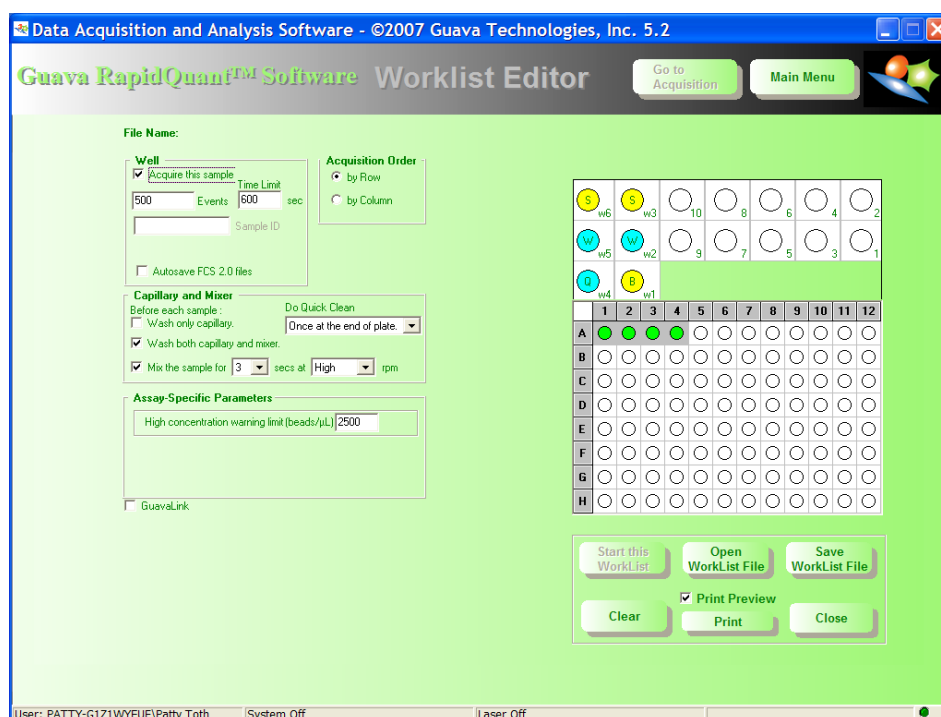 Data Acquisition and Analysis Software - ©2007 Guava Technologies, Inc. 5.2
Guava RapidQuant™ Software Worklist Editor
Go to Acquisition
Main Menu
File Name:
Well
Acquire this sample
Time Limit
500 Events 600 sec
Sample ID
Autosave FCS 2.0 files
Acquisition Order
by Row
by Column
Capillary and Mixer
Before each sample :
Do Quick Clean
Wash only capillary.
Once at the end of plate.
Wash both capillary and mixer.
Mix the sample for 3 secs at High rpm
Assay-Specific Parameters
High concentration warning limit (beads/µL) 2500
GuavaLink
S w6 S w3 10 8 6 4 2
W w5 W w2 9 7 5 3 1
Q w4 B w1
1 2 3 4 5 6 7 8 9 10 11 12
A
B
C
D
E
F
G
H
Start this WorkList
Open WorkList File
Save WorkList File
Print Preview
Clear
Print
Close
User: PATTY-G1Z1WYFUE\Patty Toth System Off Laser Off